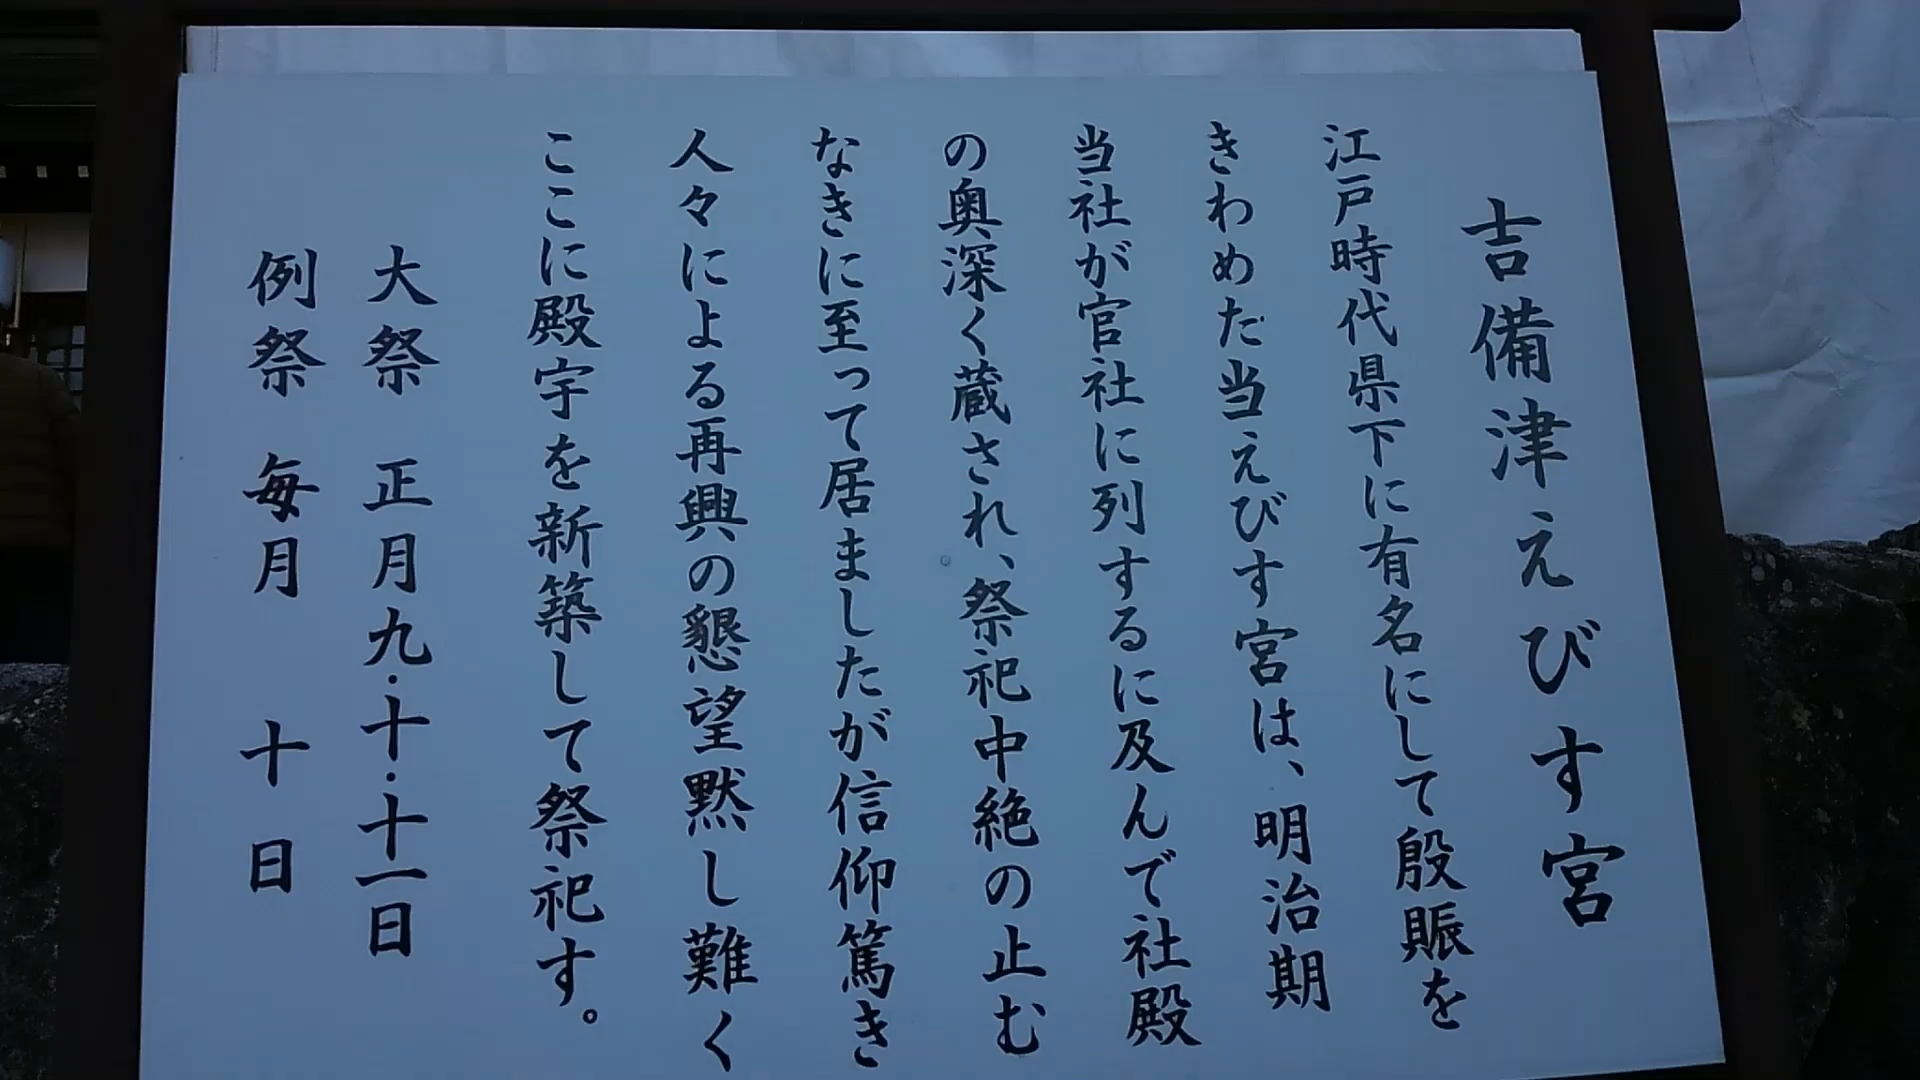 吉備津えびす宮
江戸時代県下に有名にして殷賑を
きわめた当えびす宮は、明治期
当社が官社に列するに及んで社殿
の奥深く蔵され、祭祀中絶の止む
なきに至って居ましたが信仰篤き
人々による再興の懇望黙し難く
ここに殿宇を新築して祭祀す。
大祭 正月九・十・十一日
例祭 毎月 十日